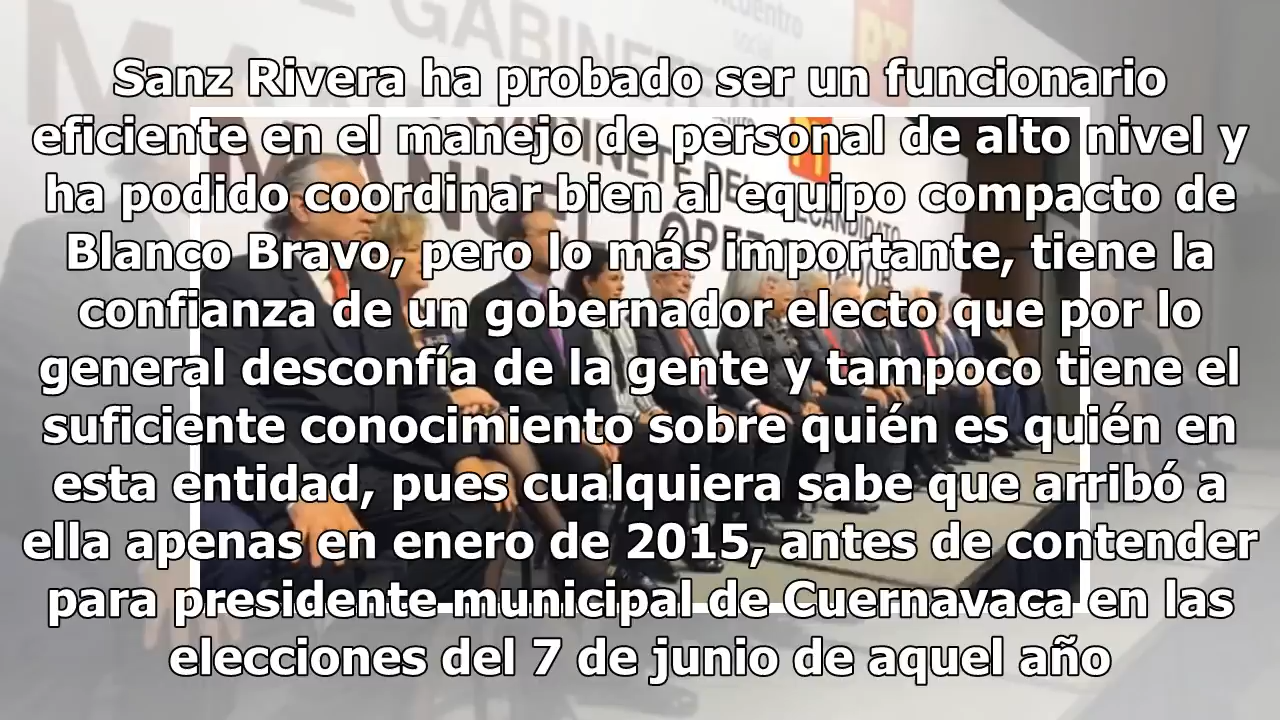 Sanz Rivera ha probado ser un funcionario
eficiente en el manejo de personal de alto nivel y
ha podido coordinar bien al equipo compacto de
Blanco Bravo, pero lo más importante, tiene la
confianza de un gobernador electo que por lo
general desconfía de la gente y tampoco tiene el
suficiente conocimiento sobre quién es quién en
esta entidad, pues cualquiera sabe que arribó a
ella apenas en enero de 2015, antes de contender
para presidente municipal de Cuernavaca en las
elecciones del 7 de junio de aquel año